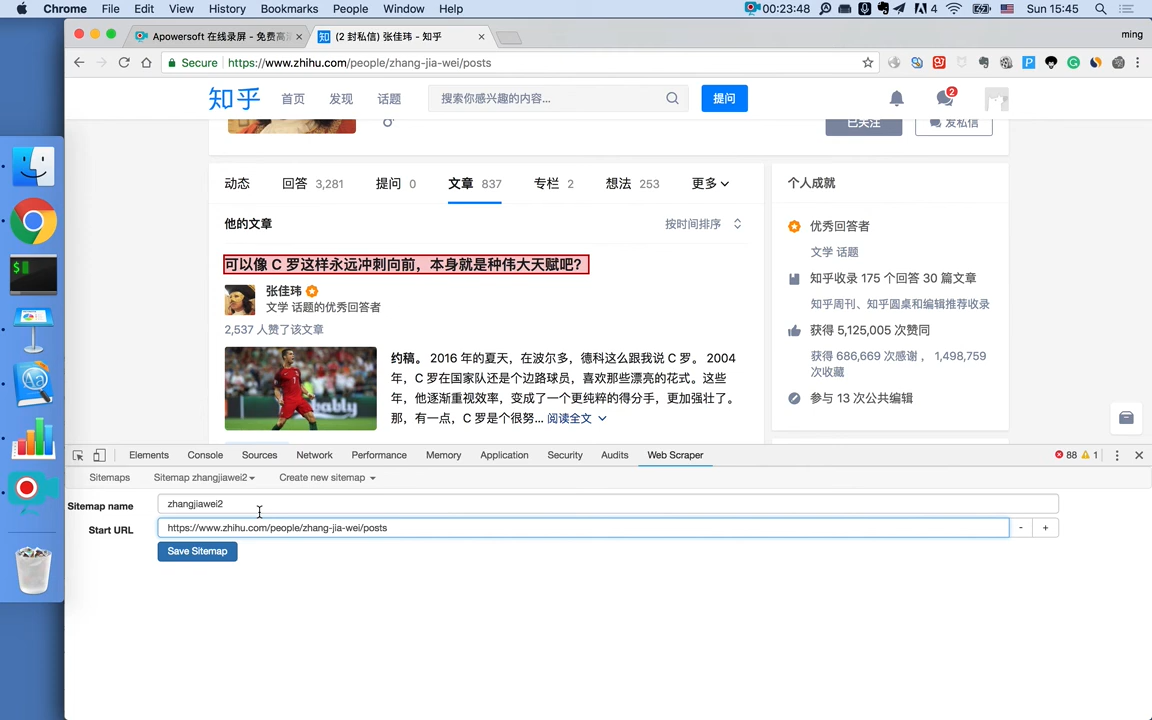 Chrome File Edit View History Bookmarks People Window Help 00:23:48 4 Sun 15:45
Apowersoft 在线录屏 - 免费高清 (2 封私信) 张佳玮 - 知乎 ming
Secure https://www.zhihu.com/people/zhang-jia-wei/posts
知乎 首页 发现 话题 搜索你感兴趣的内容... 提问 2
已关注 发私信
动态 回答 3,281 提问 0 文章 837 专栏 2 想法 253 更多
他的文章 按时间排序
可以像 C 罗这样永远冲刺向前，本身就是种伟大天赋吧？
张佳玮
文学 话题的优秀回答者
2,537 人赞了该文章
约稿。 2016 年的夏天，在波尔多，德科这么跟我说 C 罗。 2004
年，C 罗在国家队还是个边路球员，喜欢那些漂亮的花式。这些
年，他逐渐重视效率，变成了一个更纯粹的得分手，更加强壮了。
那，有一点，C 罗是个很努... 阅读全文
个人成就
优秀回答者
文学 话题
知乎收录 175 个回答 30 篇文章
知乎周刊、知乎圆桌和编辑推荐收录
获得 5,125,005 次赞同
获得 686,669 次感谢， 1,498,759
次收藏
参与 13 次公共编辑
Elements Console Sources Network Performance Memory Application Security Audits Web Scraper 88 1
Sitemaps Sitemap zhangjiawei2 Create new sitemap
Sitemap name zhangjiawei2
Start URL https://www.zhihu.com/people/zhang-jia-wei/posts - +
Save Sitemap